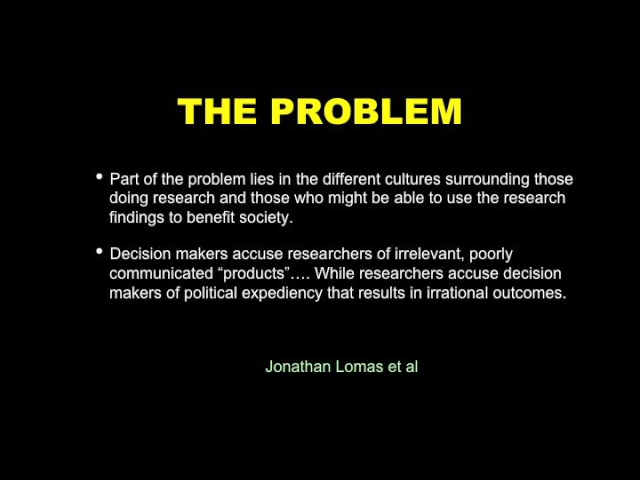 THE PROBLEM
• Part of the problem lies in the different cultures surrounding those
doing research and those who might be able to use the research
findings to benefit society.
• Decision makers accuse researchers of irrelevant, poorly
communicated “products”…. While researchers accuse decision
makers of political expediency that results in irrational outcomes.
Jonathan Lomas et al